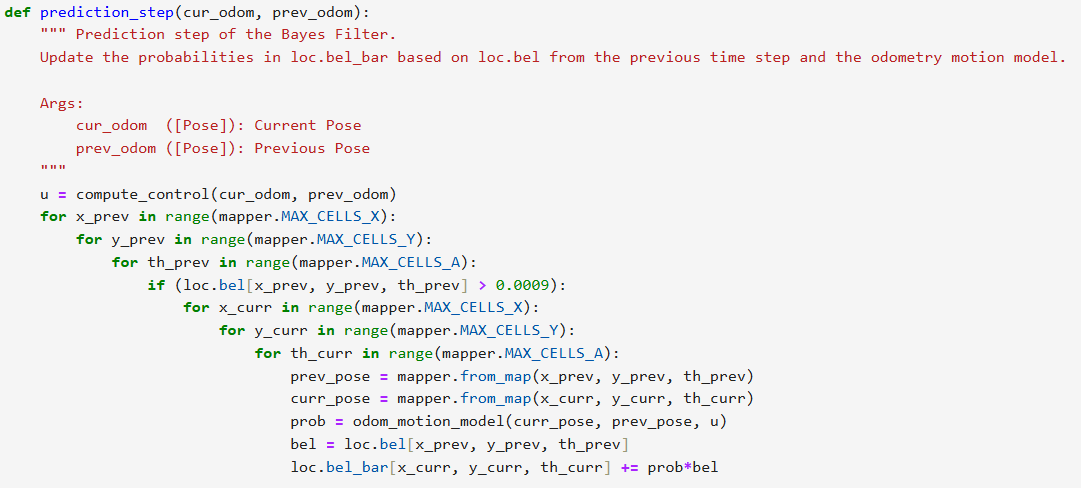 def prediction_step(cur_odom, prev_odom):
    """ Prediction step of the Bayes Filter.
    Update the probabilities in loc.bel_bar based on loc.bel from the previous time step and the odometry motion model.

    Args:
        cur_odom  ([Pose]): Current Pose
        prev_odom ([Pose]): Previous Pose
    """
    u = compute_control(cur_odom, prev_odom)
    for x_prev in range(mapper.MAX_CELLS_X):
        for y_prev in range(mapper.MAX_CELLS_Y):
            for th_prev in range(mapper.MAX_CELLS_A):
                if (loc.bel[x_prev, y_prev, th_prev] > 0.0009):
                    for x_curr in range(mapper.MAX_CELLS_X):
                        for y_curr in range(mapper.MAX_CELLS_Y):
                            for th_curr in range(mapper.MAX_CELLS_A):
                                prev_pose = mapper.from_map(x_prev, y_prev, th_prev)
                                curr_pose = mapper.from_map(x_curr, y_curr, th_curr)
                                prob = odom_motion_model(curr_pose, prev_pose, u)
                                bel = loc.bel[x_prev, y_prev, th_prev]
                                loc.bel_bar[x_curr, y_curr, th_curr] += prob*bel